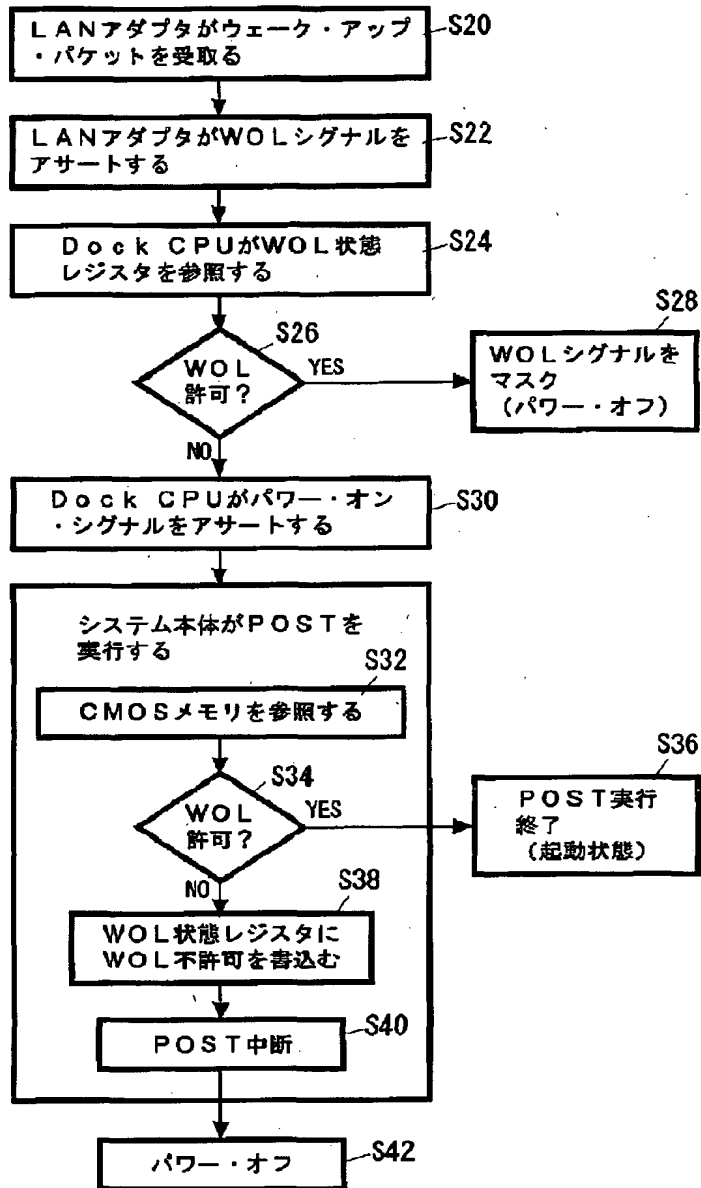 LANアダプタがウェーク・アップ
・パケットを受取る
S20
LANアダプタがWOLシグナルを
アサートする
S22
Dock CPUがWOL状態
レジスタを参照する
S24
S26
WOL
許可?
YES
NO
S28
WOLシグナルを
マスク
(パワー・オフ)
Dock CPUがパワー・オン
・シグナルをアサートする
S30
システム本体がPOSTを
実行する
S32
CMOSメモリを参照する
S34
WOL
許可?
YES
NO
S36
POST実行
終了
(起動状態)
S38
WOL状態レジスタに
WOL不許可を書込む
POST中断
S40
パワー・オフ
S42